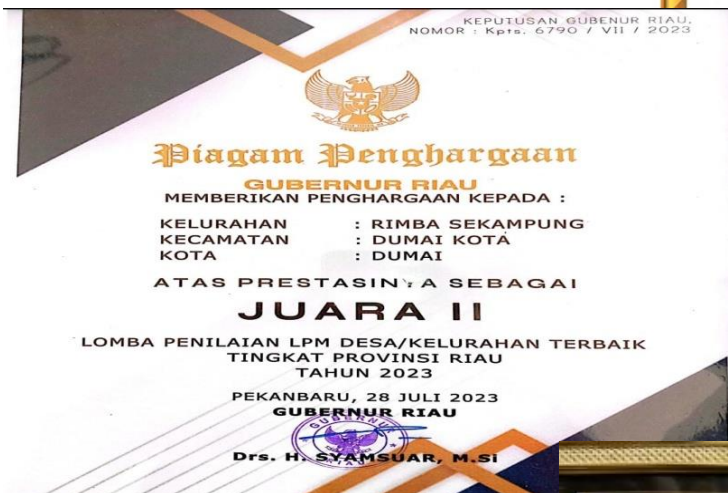 KEPUTUSAN GUBENUR RIAU,
NOMOR : Kpts. 6790 / VII / 2023
Piagam Penghargaan
GUBERNUR RIAU
MEMBERIKAN PENGHARGAAN KEPADA :
KELURAHAN : RIMBA SEKAMPUNG
KECAMATAN : DUMAI KOTA
KOTA : DUMAI
ATAS PRESTASINYA SEBAGAI
JUARA II
LOMBA PENILAIAN LPM DESA/KELURAHAN TERBAIK
TINGKAT PROVINSI RIAU
TAHUN 2023
PEKANBARU, 28 JULI 2023
GUBERNUR RIAU
GUBERNUR
RIAU
Drs. H. SYAMSUAR, M.Si